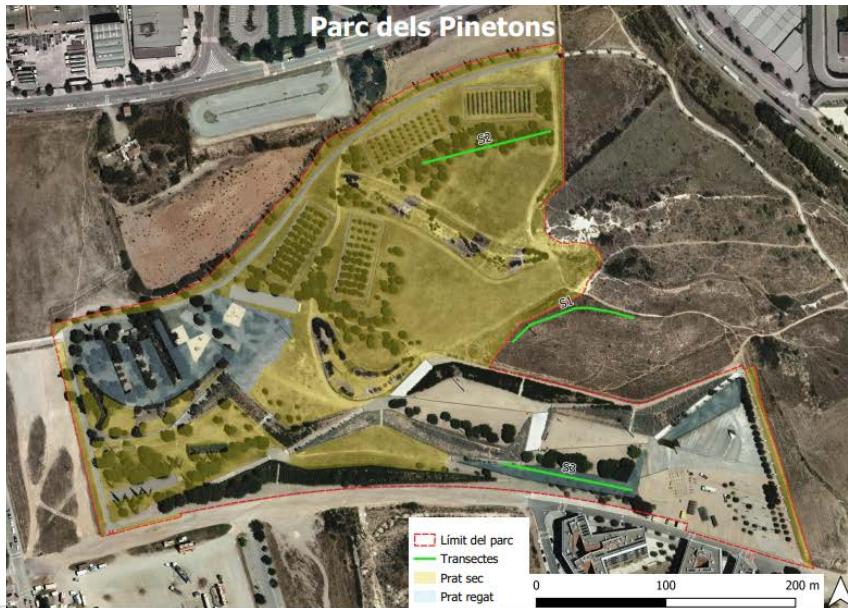 Parc dels Pinetons
S2
S1
S3
Límit del parc
Transectes
Prat sec
Prat regat
0 100 200 m